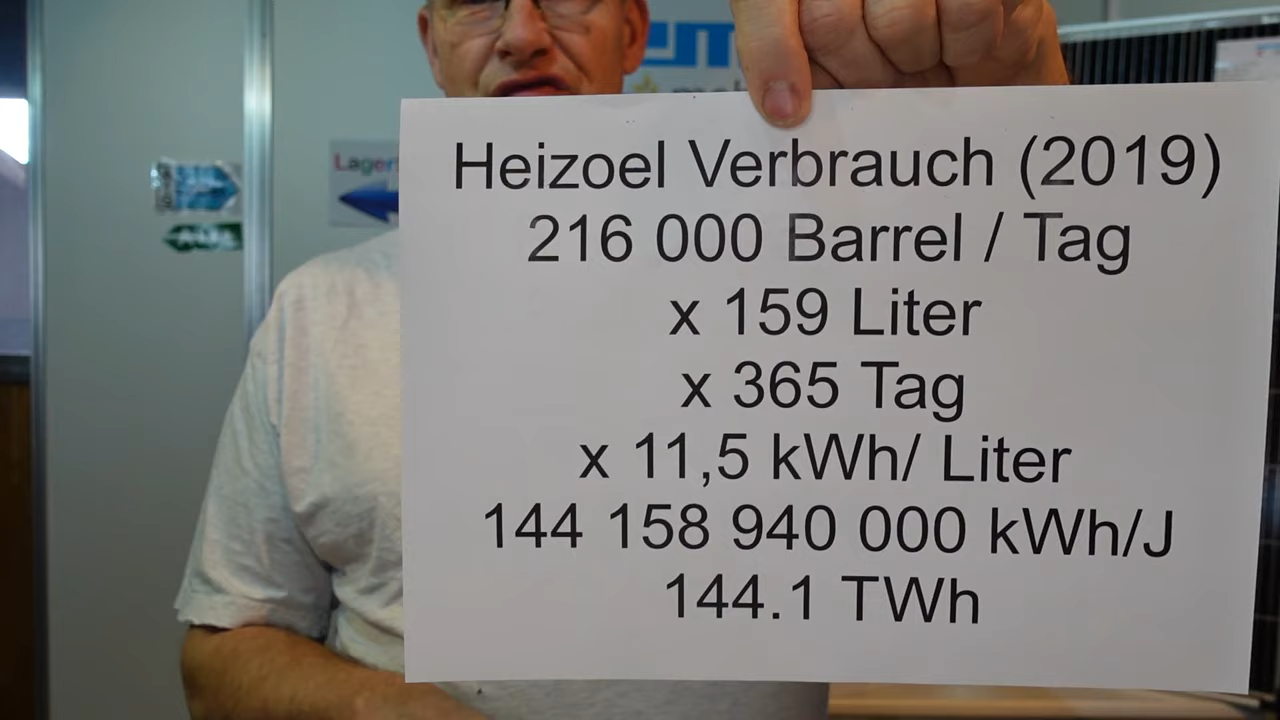 Lager
Heizoel Verbrauch (2019)
216 000 Barrel / Tag
x 159 Liter
x 365 Tag
x 11,5 kWh/ Liter
144 158 940 000 kWh/J
144.1 TWh